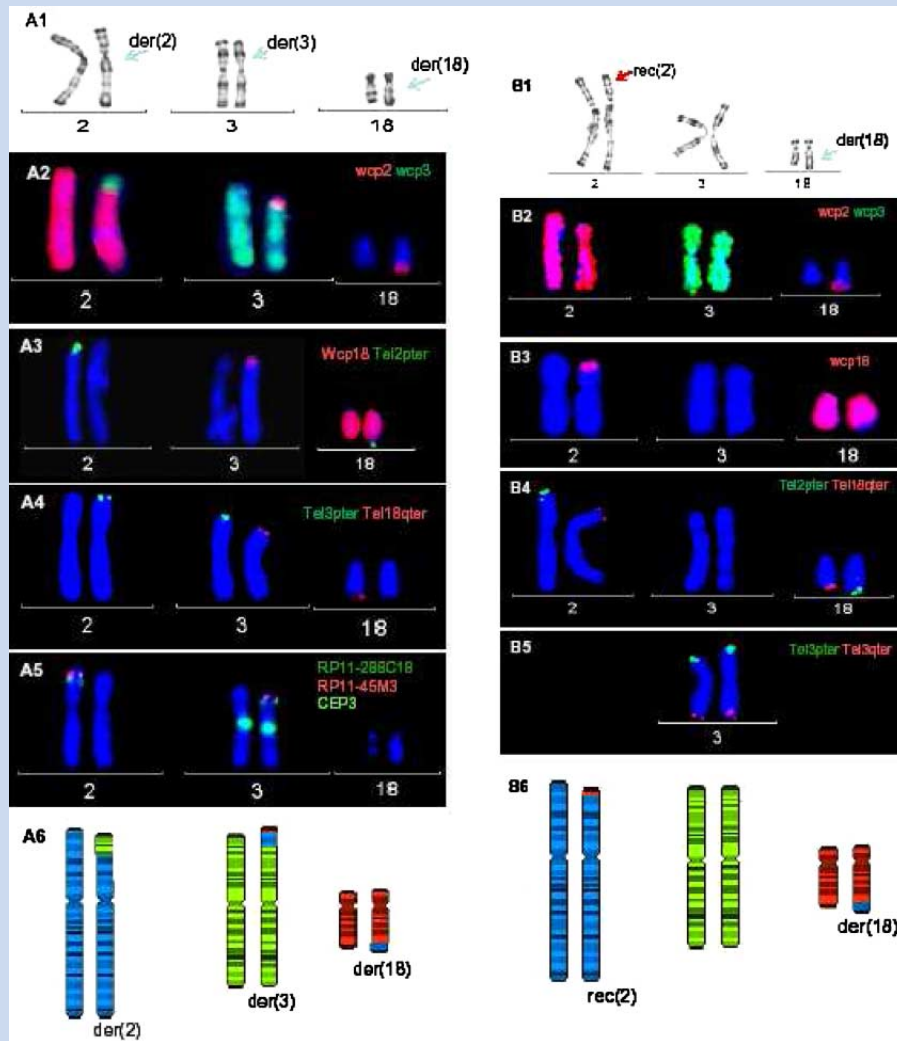 A1
der(2)
der(3)
der(18)
2
3
18
A2
wcp2 wcp3
2
3
18
A3
Wcp18 Tel2pter
2
3
18
A4
Tel3pter Tel18qter
2
3
18
A5
RP11-288C18
RP11-45M3
CEP3
2
3
18
A6
der(2)
der(3)
der(18)
B1
rec(2)
der(18)
2
3
18
B2
wcp2 wcp3
2
3
18
B3
wcp18
2
3
18
B4
Tel2pter Tel18qter
2
3
18
B5
Tel3pter Tel3qter
3
B6
rec(2)
der(18)